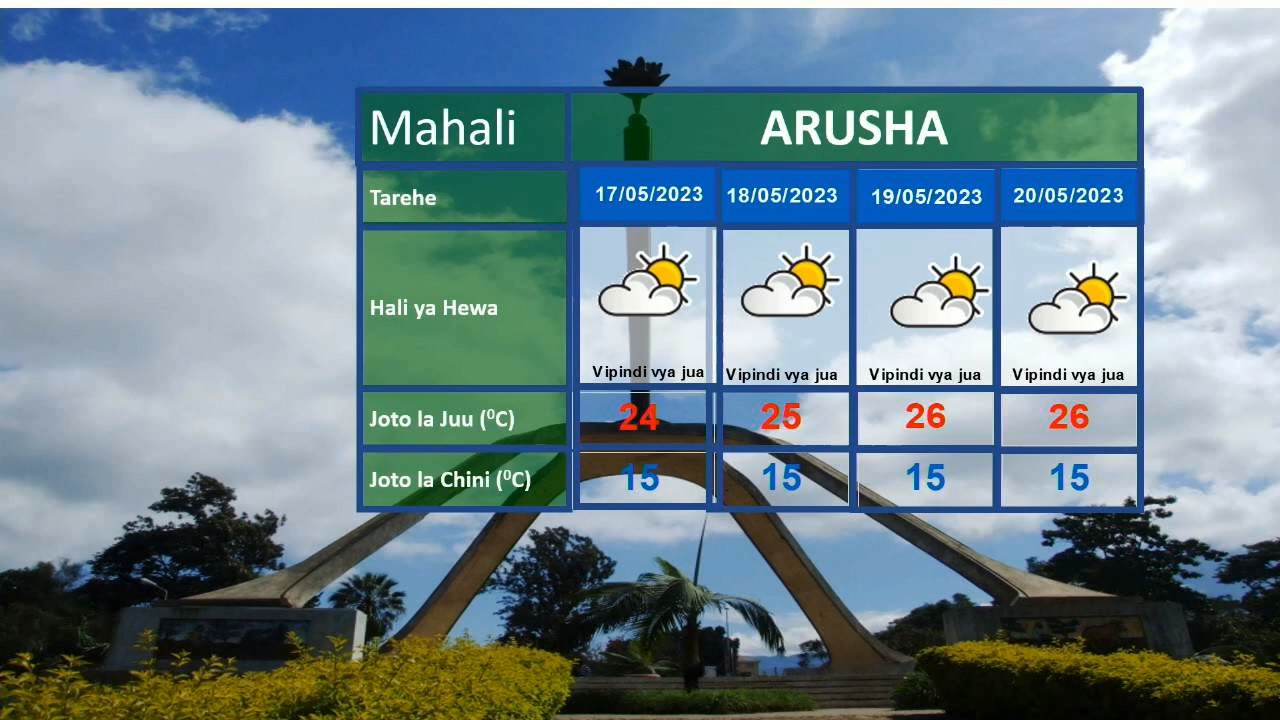 Mahali ARUSHA
Tarehe 17/05/2023 18/05/2023 19/05/2023 20/05/2023
Hali ya Hewa Vipindi vya jua Vipindi vya jua Vipindi vya jua Vipindi vya jua
Joto la Juu (⁰C) 24 25 26 26
Joto la Chini (⁰C) 15 15 15 15